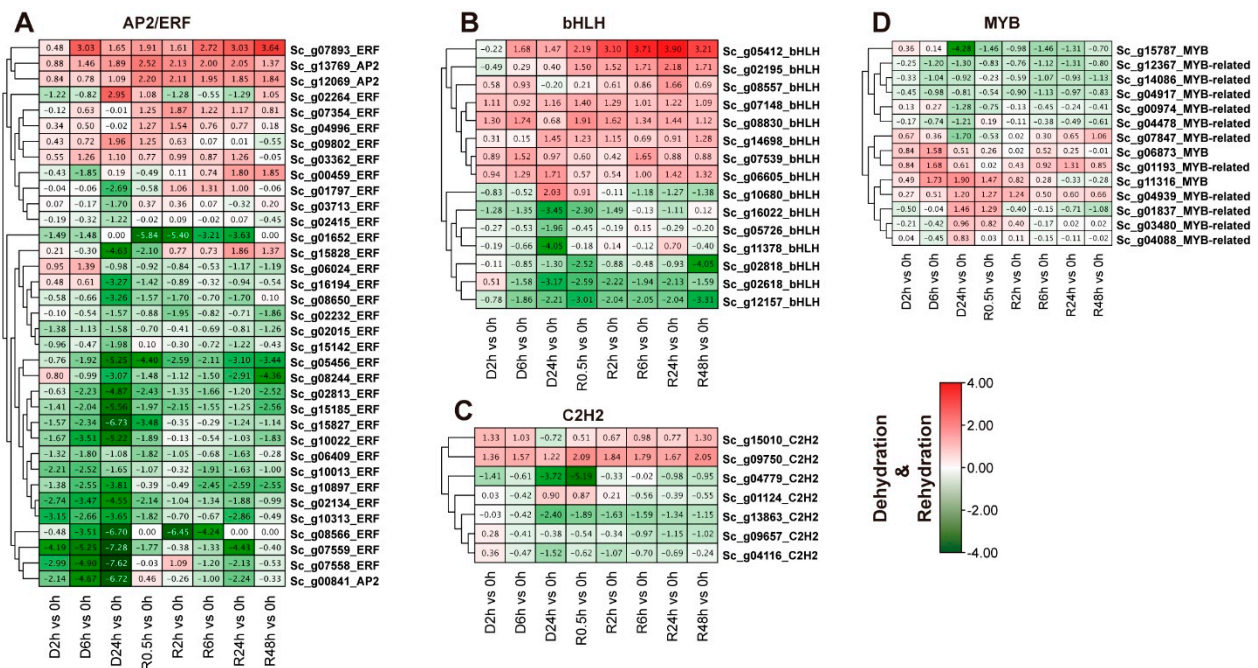 A
AP2/ERF
0.48 3.03 1.65 1.91 1.61 2.72 3.03 3.64 Sc_g07893_ERF
0.88 1.46 1.89 2.52 2.13 2.00 2.05 1.37 Sc_g13769_AP2
0.84 0.78 1.09 2.20 2.11 1.95 1.85 1.84 Sc_g12069_AP2
−1.22 −0.82 2.95 1.08 −1.28 −0.55 −1.29 1.05 Sc_g02264_ERF
−0.12 0.63 −0.01 1.25 1.87 1.22 1.17 0.81 Sc_g07354_ERF
0.34 0.50 −0.02 1.27 1.54 0.76 0.77 0.18 Sc_g04996_ERF
0.43 0.72 1.96 1.25 0.63 0.07 0.01 −0.55 Sc_g09802_ERF
0.55 1.26 1.10 0.77 0.99 0.87 1.26 −0.05 Sc_g03362_ERF
−0.43 −1.85 0.19 −0.49 0.11 0.74 1.80 1.85 Sc_g00459_ERF
−0.04 −0.06 −2.69 −0.58 1.06 1.31 1.00 −0.06 Sc_g01797_ERF
0.07 −0.17 −1.70 0.37 0.36 0.07 −0.32 0.20 Sc_g03713_ERF
−0.19 −0.32 −1.22 −0.02 0.09 −0.02 0.07 −0.45 Sc_g02415_ERF
−1.49 −1.48 0.00 −5.84 −5.40 −3.21 −3.63 0.00 Sc_g01652_ERF
0.21 −0.30 −4.63 −2.10 0.77 0.73 1.86 1.37 Sc_g15828_ERF
0.95 1.39 −0.98 −0.92 −0.84 −0.53 −1.17 −1.19 Sc_g06024_ERF
0.48 0.61 −3.27 −1.42 −0.89 −0.32 −0.94 −0.54 Sc_g16194_ERF
−0.58 −0.66 −3.26 −1.57 −1.70 −0.70 −1.70 0.10 Sc_g08650_ERF
−0.10 −0.54 −1.57 −0.88 −1.95 −0.82 −0.71 −1.86 Sc_g02232_ERF
−1.38 −1.13 −1.58 −0.70 −0.41 −0.69 −0.81 −1.26 Sc_g02015_ERF
−0.96 −0.47 −1.98 0.10 −0.30 −0.72 −1.22 −0.43 Sc_g15142_ERF
−0.76 −1.92 −5.25 −4.40 −2.59 −2.11 −3.10 −3.44 Sc_g05456_ERF
0.80 −0.99 −3.07 −1.48 −1.12 −1.50 −2.91 −4.36 Sc_g08244_ERF
−0.63 −2.23 −4.87 −2.43 −1.35 −1.66 −1.20 −2.52 Sc_g02813_ERF
−1.41 −2.04 −5.56 −1.97 −2.15 −1.55 −1.25 −2.56 Sc_g15185_ERF
−1.57 −2.34 −6.73 −3.48 −0.35 −0.29 −1.24 −1.14 Sc_g15827_ERF
−1.67 −3.51 −5.22 −1.89 −0.13 −0.54 −1.03 −1.83 Sc_g10022_ERF
−1.32 −1.80 −1.08 −1.82 −1.05 −0.68 −1.63 −0.28 Sc_g06409_ERF
−2.21 −2.52 −1.65 −1.07 −0.32 −1.91 −1.63 −1.00 Sc_g10013_ERF
−1.38 −2.55 −3.81 −0.39 −0.49 −2.45 −2.59 −2.55 Sc_g10897_ERF
−2.74 −3.47 −4.55 −2.14 −1.04 −1.34 −1.88 −0.99 Sc_g02134_ERF
−3.15 −2.66 −3.65 −1.82 −0.70 −1.67 −2.86 −0.49 Sc_g10313_ERF
−0.48 −3.51 −6.70 0.00 −6.45 −4.24 0.00 0.00 Sc_g08566_ERF
−4.19 −5.25 −7.28 −1.77 −0.38 −1.33 −4.43 −0.40 Sc_g07559_ERF
−2.99 −4.90 −7.62 −0.03 1.09 −1.20 −2.13 −0.53 Sc_g07558_ERF
−2.14 −4.67 −6.72 0.46 −0.26 −1.00 −2.24 −0.33 Sc_g00841_AP2
D2h vs 0h D6h vs 0h D24h vs 0h R0.5h vs 0h R2h vs 0h R6h vs 0h R24h vs 0h R48h vs 0h
B
bHLH
−0.22 1.68 1.47 2.19 3.10 3.71 3.90 3.21 Sc_g05412_bHLH
−0.49 0.29 0.40 1.50 1.52 1.71 2.18 1.71 Sc_g02195_bHLH
0.58 0.93 −0.20 0.21 0.61 0.86 1.66 0.69 Sc_g08557_bHLH
1.11 0.92 1.16 1.40 1.29 1.01 1.22 1.09 Sc_g07148_bHLH
1.30 1.74 0.68 1.91 1.62 1.34 1.44 1.12 Sc_g08830_bHLH
0.31 0.15 1.45 1.23 1.15 0.69 0.91 1.28 Sc_g14698_bHLH
0.89 1.52 0.97 0.60 0.42 1.65 0.88 0.88 Sc_g07539_bHLH
0.94 1.29 1.71 0.57 0.54 1.00 1.42 1.32 Sc_g06605_bHLH
−0.83 −0.52 2.03 0.91 −0.11 −1.18 −1.27 −1.38 Sc_g10680_bHLH
−1.28 −1.35 −3.45 −2.30 −1.49 −0.13 −1.11 0.12 Sc_g16022_bHLH
−0.27 −0.53 −1.96 −0.45 −0.19 0.15 −0.29 −0.20 Sc_g05726_bHLH
−0.19 −0.66 −4.05 −0.18 0.14 −0.12 0.70 −0.40 Sc_g11378_bHLH
−0.11 −0.85 −1.30 −2.52 −0.88 −0.91 −0.48 −4.05 Sc_g02818_bHLH
0.51 −1.58 −3.17 −2.59 −2.22 −1.94 −2.13 −1.59 Sc_g02618_bHLH
−0.78 −1.86 −2.21 −3.01 −2.04 −2.05 −2.04 −3.31 Sc_g12157_bHLH
D2h vs 0h D6h vs 0h D24h vs 0h R0.5h vs 0h R2h vs 0h R6h vs 0h R24h vs 0h R48h vs 0h
C
C2H2
1.33 1.03 −0.72 0.51 0.67 0.98 0.77 1.30 Sc_g15010_C2H2
1.36 1.57 1.22 2.09 1.84 1.79 1.67 2.05 Sc_g09750_C2H2
−1.41 −0.61 −3.72 −5.19 −0.33 −0.02 −0.98 −0.95 Sc_g04779_C2H2
0.03 −0.42 0.90 0.87 0.21 −0.56 −0.39 −0.55 Sc_g01124_C2H2
−0.03 −0.42 −2.40 −1.89 −1.63 −1.59 −1.34 −1.15 Sc_g13863_C2H2
0.28 −0.41 −0.38 −0.54 −0.34 −0.97 −1.15 −1.02 Sc_g09657_C2H2
0.36 −0.47 −1.52 −0.62 −1.07 −0.70 −0.69 −0.24 Sc_g04116_C2H2
D2h vs 0h D6h vs 0h D24h vs 0h R0.5h vs 0h R2h vs 0h R6h vs 0h R24h vs 0h R48h vs 0h
D
MYB
0.36 0.14 −4.28 −1.46 −0.98 −1.46 −1.31 −0.70 Sc_g15787_MYB
−0.25 −1.20 −1.30 −0.83 −0.76 −1.12 −1.31 −0.80 Sc_g12367_MYB-related
−0.33 −1.04 −0.92 −0.29 −0.59 −1.07 −0.93 −1.13 Sc_g14086_MYB-related
−0.45 −0.98 −0.81 −0.54 −0.90 −1.13 −0.97 −0.83 Sc_g04917_MYB-related
0.13 −0.27 −1.28 −0.75 −0.13 −0.45 −0.24 −0.41 Sc_g00974_MYB-related
−0.17 −0.74 −1.21 0.19 −0.11 −0.38 −0.49 −0.61 Sc_g04478_MYB-related
0.67 0.36 −1.70 −0.53 0.02 0.30 0.65 1.06 Sc_g07847_MYB-related
0.84 1.58 0.51 0.26 −0.02 0.52 0.25 −0.01 Sc_g06873_MYB
0.84 1.68 0.61 0.02 0.43 0.92 1.31 0.85 Sc_g01193_MYB-related
0.49 1.73 1.90 1.47 0.82 0.28 −0.33 −0.28 Sc_g11316_MYB
0.27 0.51 1.20 1.27 1.24 0.50 0.60 0.66 Sc_g04939_MYB-related
−0.50 −0.04 1.46 1.29 −0.40 −0.15 −0.71 −1.08 Sc_g01837_MYB-related
−0.21 −0.42 0.96 0.82 0.40 −0.17 0.02 0.02 Sc_g03480_MYB-related
0.04 −0.45 0.83 0.03 0.11 −0.15 −0.11 −0.02 Sc_g04088_MYB-related
D2h vs 0h D6h vs 0h D24h vs 0h R0.5h vs 0h R2h vs 0h R6h vs 0h R24h vs 0h R48h vs 0h
Dehydration
&
Rehydration
4.00
2.00
0.00
−2.00
−4.00